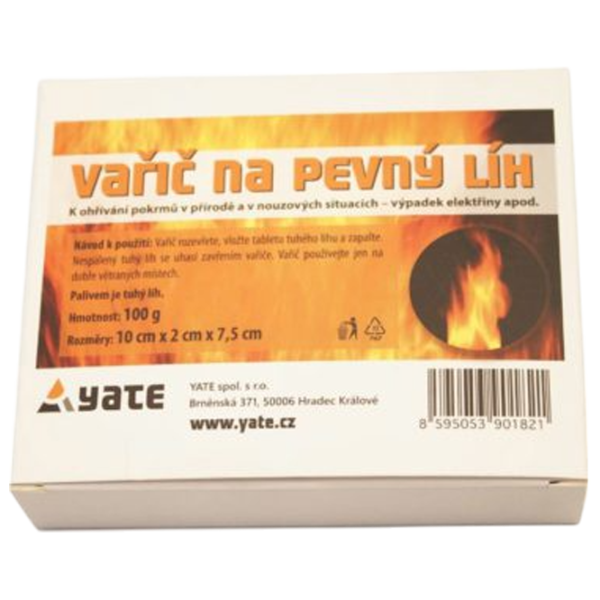 Vařič na pevný líh
K ohřívání pokrmů v přírodě a v nouzových situacích – výpadek elektřiny apod.
Návod k použití: Vařič rozevřete, vložte tabletu tuhého lihu a zapalte.
Nespálený tuhý líh se uhasí zavřením vařiče. Vařič používejte jen na
dobře větraných místech.
Palivem je tuhý líh.
Hmotnost: 100 g
Rozměry: 10 cm x 2 cm x 7,5 cm
PAP
YATE
YATE spol. s r.o.
Brněnská 371, 50006 Hradec Králové
www.yate.cz
8 595053 901821